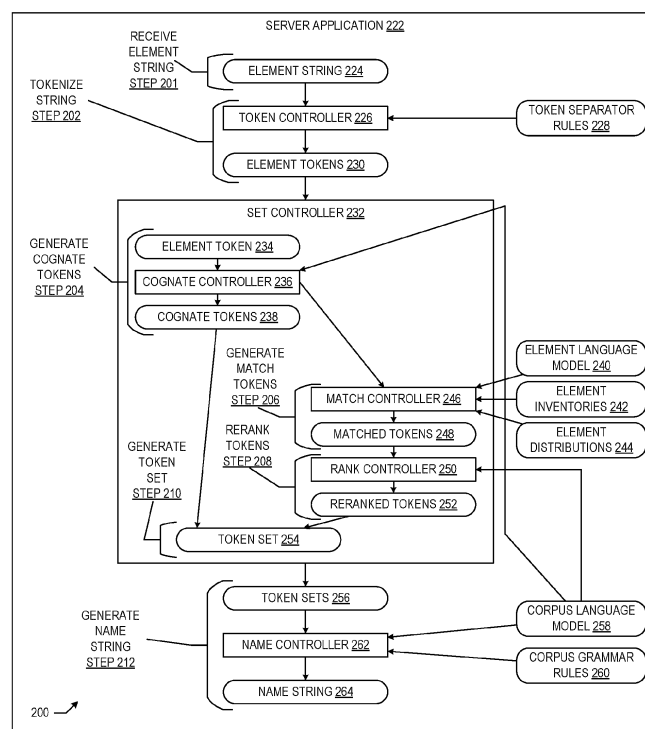 SERVER APPLICATION 222
RECEIVE
ELEMENT
STRING
STEP 201
ELEMENT STRING 224
TOKENIZE
STRING
STEP 202
TOKEN CONTROLLER 226
TOKEN SEPARATOR
RULES 228
ELEMENT TOKENS 230
SET CONTROLLER 232
GENERATE
COGNATE
TOKENS
STEP 204
ELEMENT TOKEN 234
COGNATE CONTROLLER 236
COGNATE TOKENS 238
GENERATE
MATCH
TOKENS
STEP 206
ELEMENT LANGUAGE
MODEL 240
MATCH CONTROLLER 246
ELEMENT
INVENTORIES 242
MATCHED TOKENS 248
ELEMENT
DISTRIBUTIONS 244
RERANK
TOKENS
STEP 208
RANK CONTROLLER 250
RERANKED TOKENS 252
GENERATE
TOKEN
SET
STEP 210
TOKEN SET 254
TOKEN SETS 256
GENERATE
NAME
STRING
STEP 212
NAME CONTROLLER 262
CORPUS LANGUAGE
MODEL 258
CORPUS GRAMMAR
RULES 260
NAME STRING 264
200